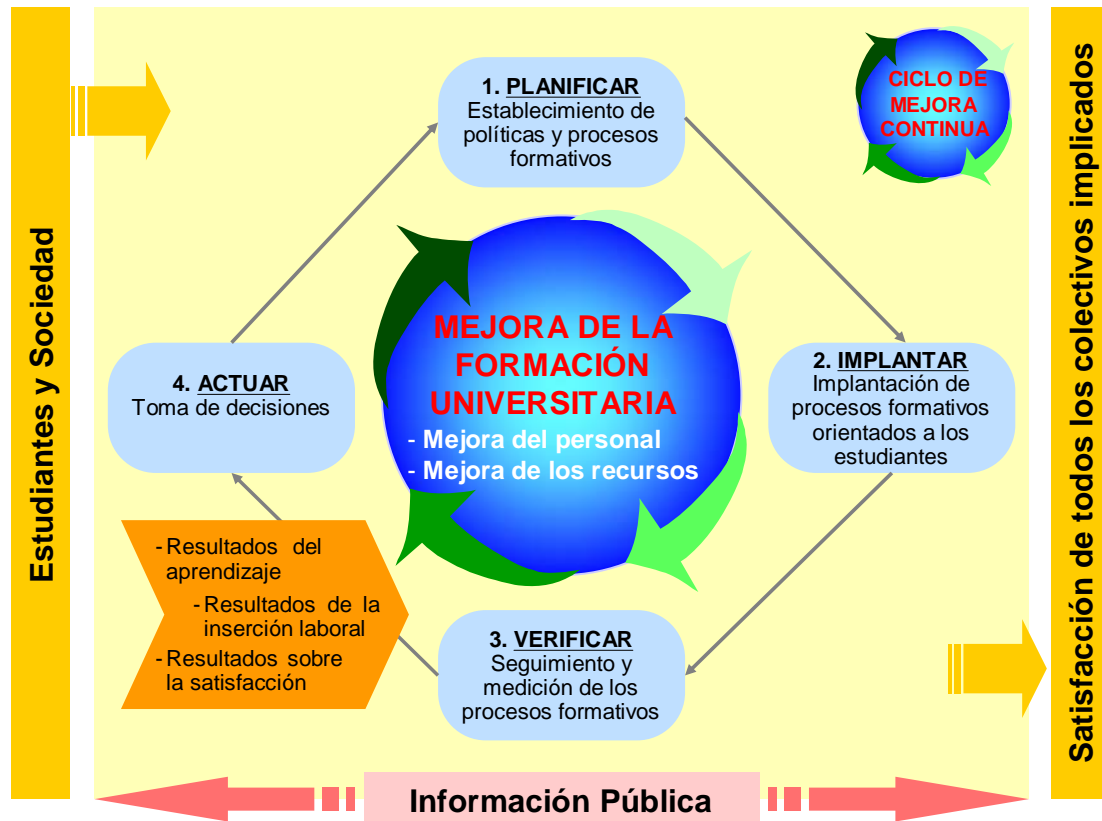 Estudiantes y Sociedad
1. PLANIFICAR
Establecimiento de
políticas y procesos
formativos
CICLO DE
MEJORA
CONTINUA
MEJORA DE LA
FORMACIÓN
UNIVERSITARIA
- Mejora del personal
- Mejora de los recursos
4. ACTUAR
Toma de decisiones
2. IMPLANTAR
Implantación de
procesos formativos
orientados a los
estudiantes
- Resultados del
aprendizaje
- Resultados de la
inserción laboral
- Resultados sobre
la satisfacción
3. VERIFICAR
Seguimiento y
medición de los
procesos formativos
Información Pública
Satisfacción de todos los colectivos implicados